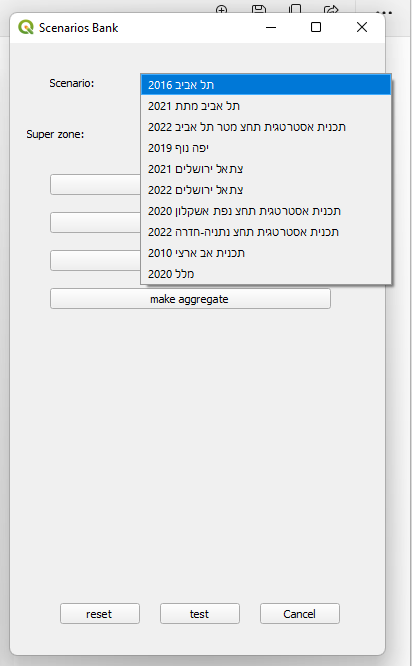 Scenarios Bank
Scenario:
תל אביב 2016
תל אביב מתת 2021
Super zone:
תכנית אסטרטגית תחצ מטר תל אביב 2022
יפה נוף 2019
צתאל ירושלים 2021
צתאל ירושלים 2022
תכנית אסטרטגית תחצ נפת אשקלון 2020
תכנית אסטרטגית תחצ נתניה-חדרה 2022
תכנית אב ארצי 2010
מלל 2020
make aggregate
reset
test
Cancel